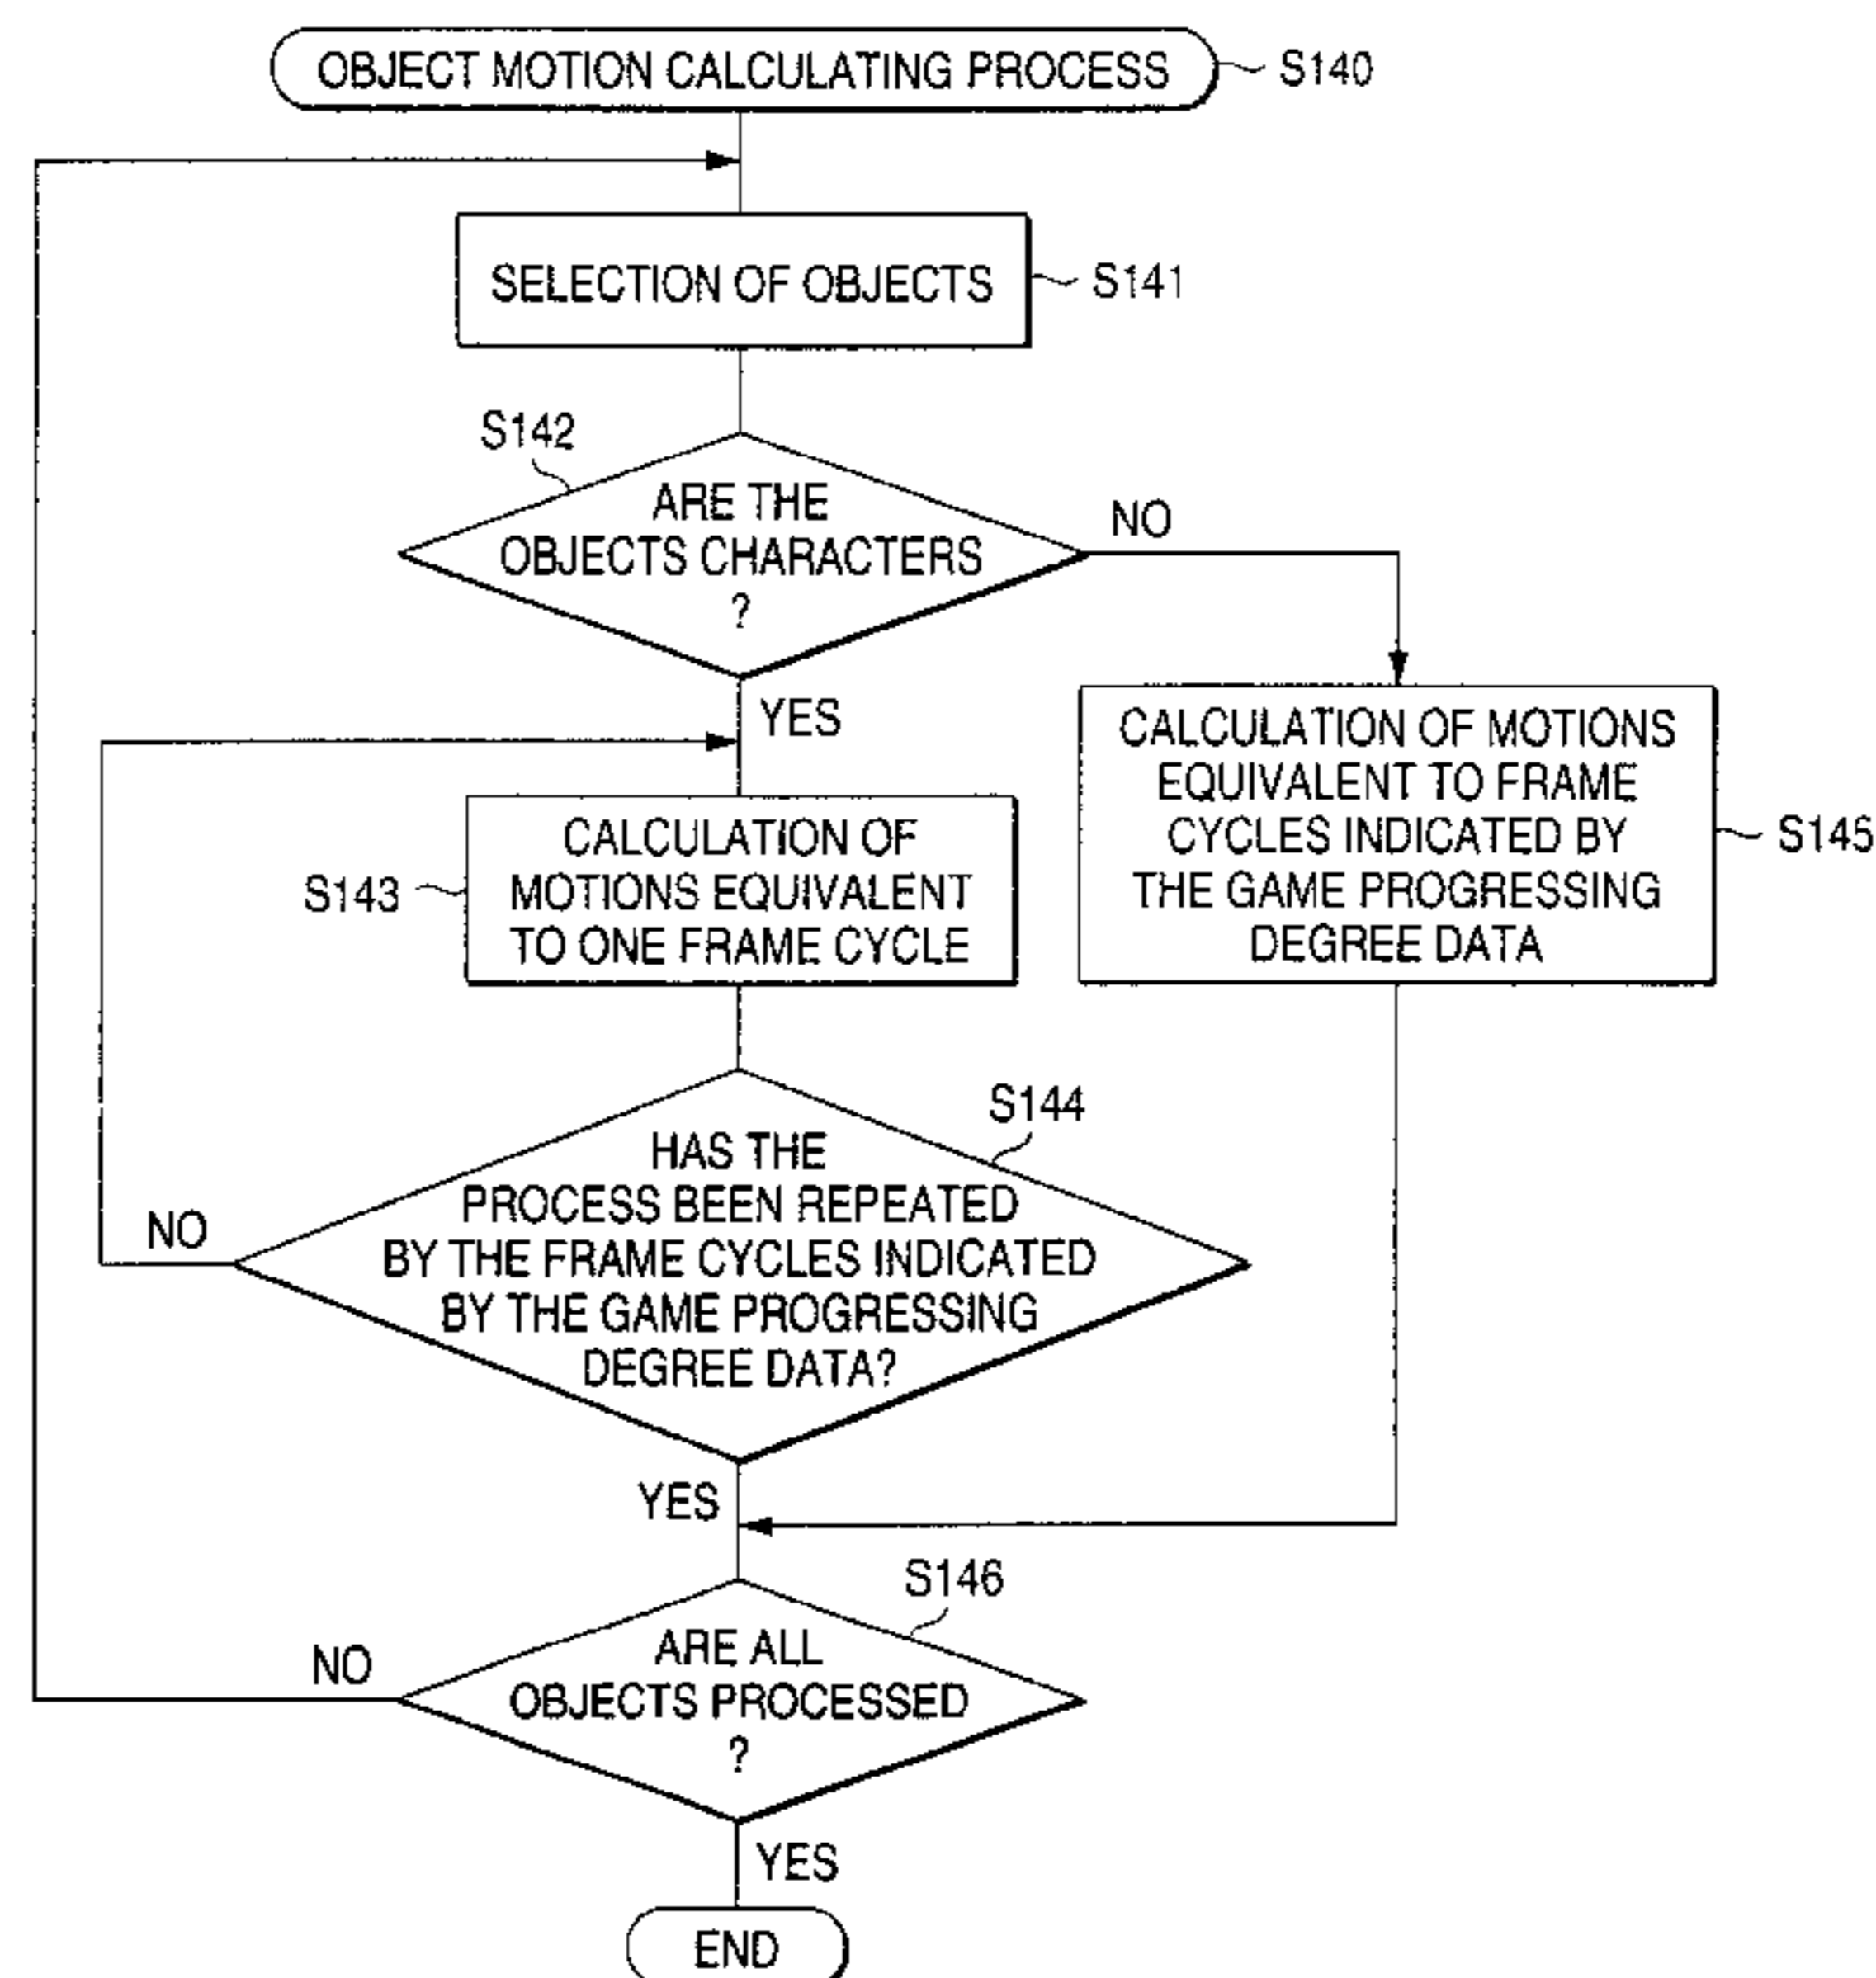 OBJECT MOTION CALCULATING PROCESS
S140
SELECTION OF OBJECTS
S141
S142
ARE THE
OBJECTS CHARACTERS
?
NO
YES
CALCULATION OF
MOTIONS EQUIVALENT
TO ONE FRAME CYCLE
S143
CALCULATION OF MOTIONS
EQUIVALENT TO FRAME
CYCLES INDICATED BY
THE GAME PROGRESSING
DEGREE DATA
S145
S144
HAS THE
PROCESS BEEN REPEATED
BY THE FRAME CYCLES INDICATED
BY THE GAME PROGRESSING
DEGREE DATA?
NO
YES
S146
ARE ALL
OBJECTS PROCESSED
?
NO
YES
END